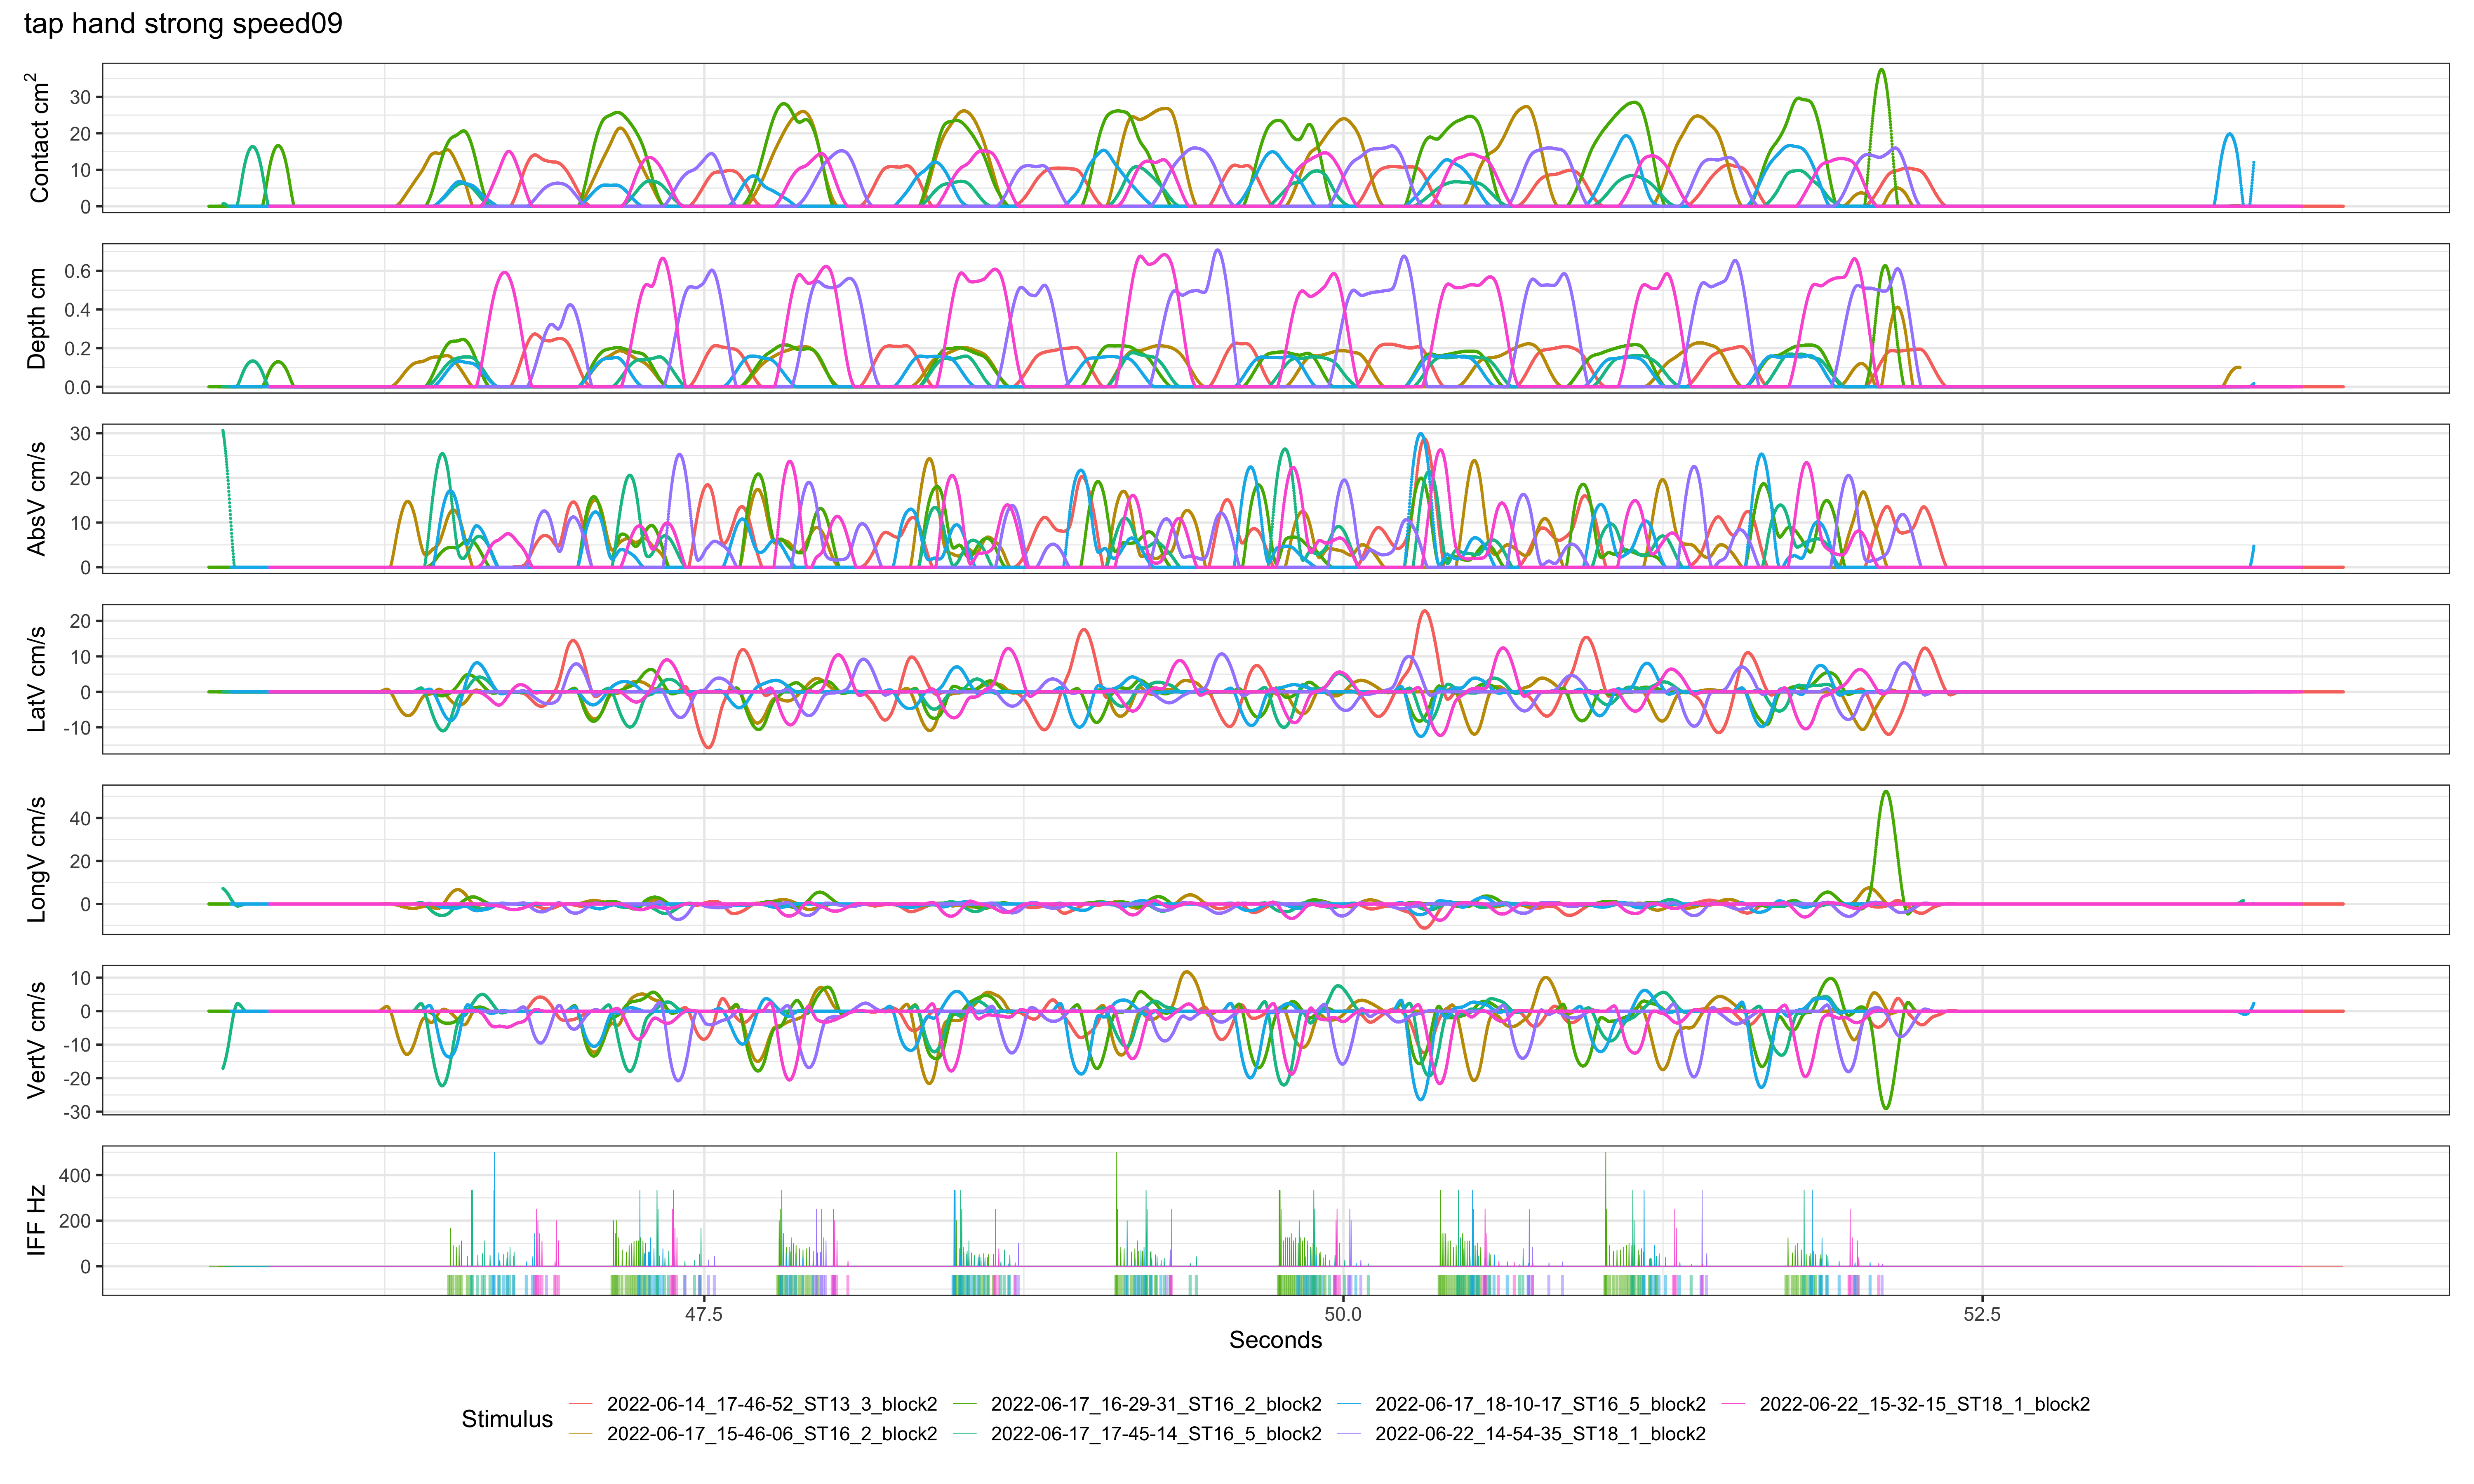 tap hand strong speed09
Contact cm²
30
20
10
0
Depth cm
0.6
0.4
0.2
0.0
AbsV cm/s
30
20
10
0
LatV cm/s
20
10
0
-10
LongV cm/s
40
20
0
VertV cm/s
10
0
-10
-20
-30
IFF Hz
400
200
0
47.5 50.0 52.5
Seconds
Stimulus
2022-06-14_17-46-52_ST13_3_block2 2022-06-17_16-29-31_ST16_2_block2 2022-06-17_18-10-17_ST16_5_block2 2022-06-22_15-32-15_ST18_1_block2
2022-06-17_15-46-06_ST16_2_block2 2022-06-17_17-45-14_ST16_5_block2 2022-06-22_14-54-35_ST18_1_block2